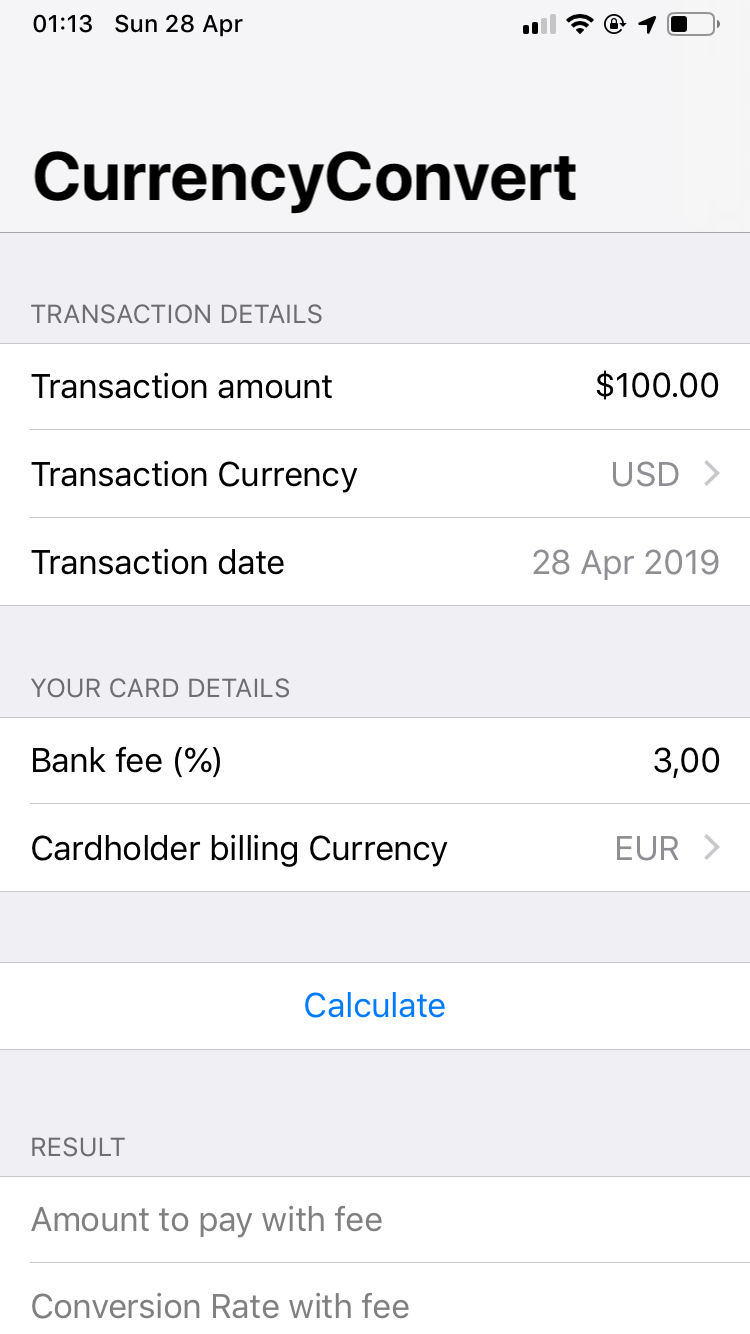 01:13 Sun 28 Apr
CurrencyConvert
TRANSACTION DETAILS
Transaction amount $100.00
Transaction Currency USD
Transaction date 28 Apr 2019
YOUR CARD DETAILS
Bank fee (%) 3,00
Cardholder billing Currency EUR
Calculate
RESULT
Amount to pay with fee
Conversion Rate with fee